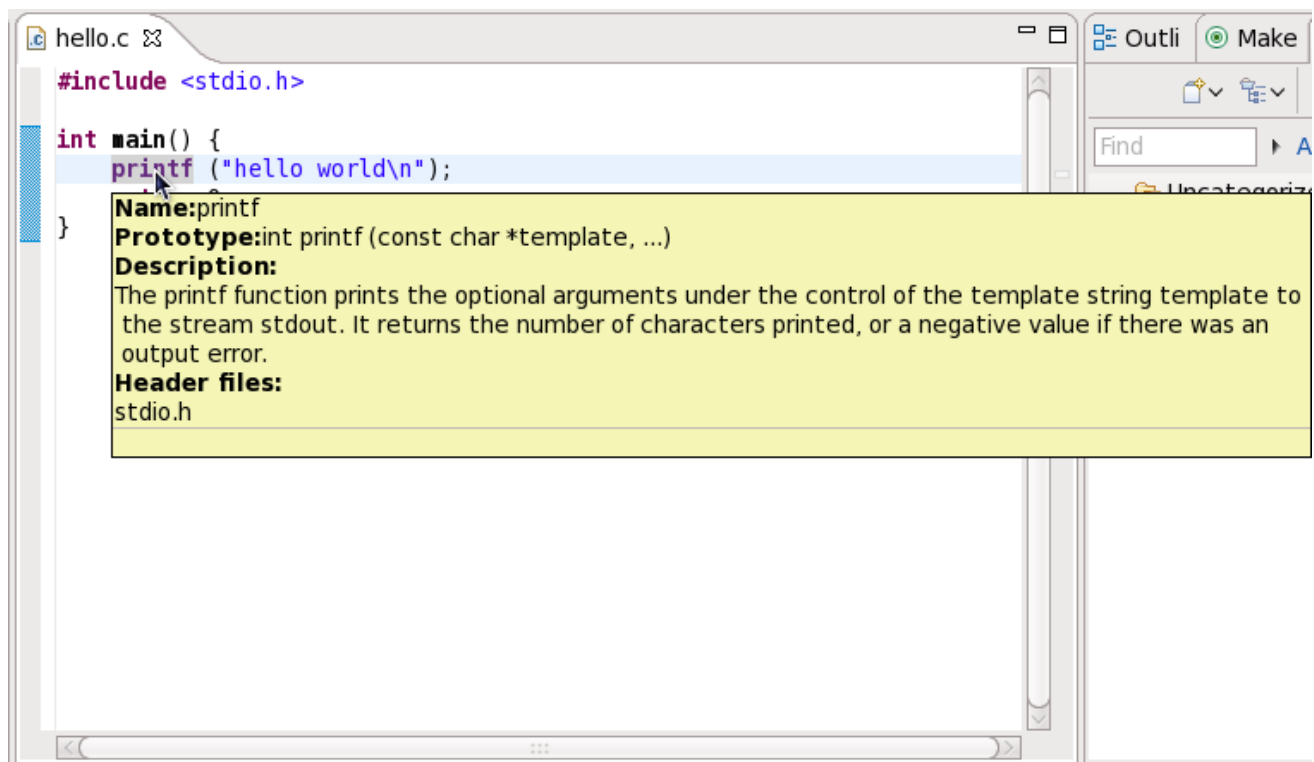 hello.c
Outli
Make
#include <stdio.h>
int main() {
printf ("hello world\n");
}
Find
A
Uncategorize
Name:printf
Prototype:int printf (const char *template, ...)
Description:
The printf function prints the optional arguments under the control of the template string template to
the stream stdout. It returns the number of characters printed, or a negative value if there was an
output error.
Header files:
stdio.h